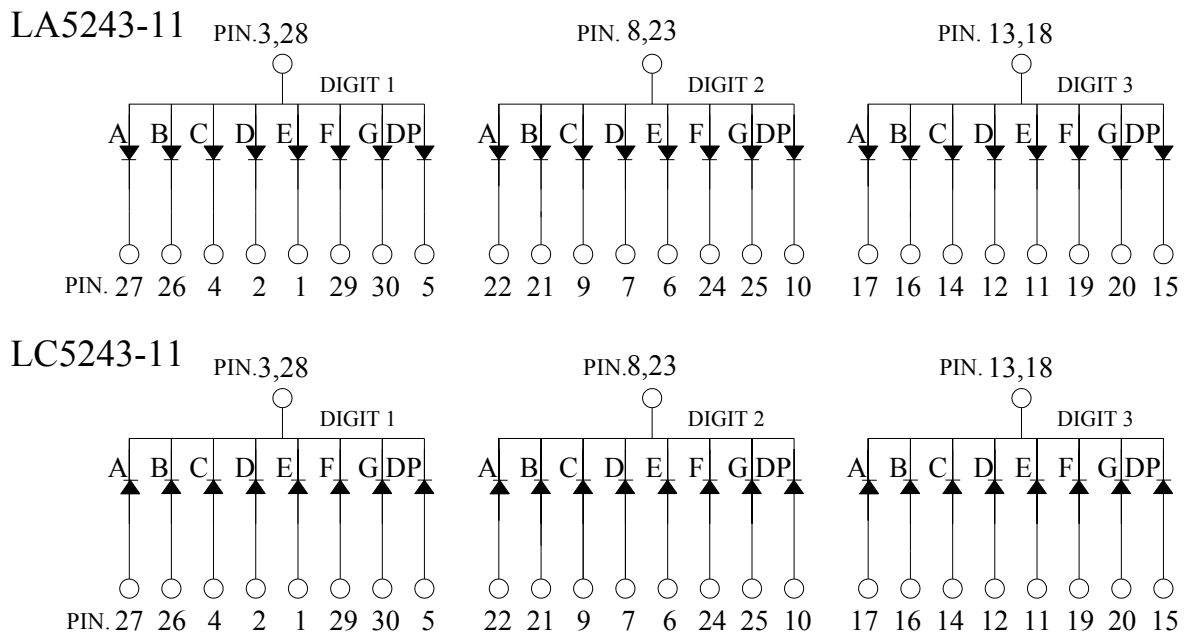 LA5243-11
PIN.3,28 PIN. 8,23 PIN. 13,18
DIGIT 1 DIGIT 2 DIGIT 3
A B C D E F G DP A B C D E F G DP A B C D E F G DP
PIN. 27 26 4 2 1 29 30 5 22 21 9 7 6 24 25 10 17 16 14 12 11 19 20 15
LC5243-11
PIN.3,28 PIN.8,23 PIN. 13,18
DIGIT 1 DIGIT 2 DIGIT 3
A B C D E F G DP A B C D E F G DP A B C D E F G DP
PIN. 27 26 4 2 1 29 30 5 22 21 9 7 6 24 25 10 17 16 14 12 11 19 20 15